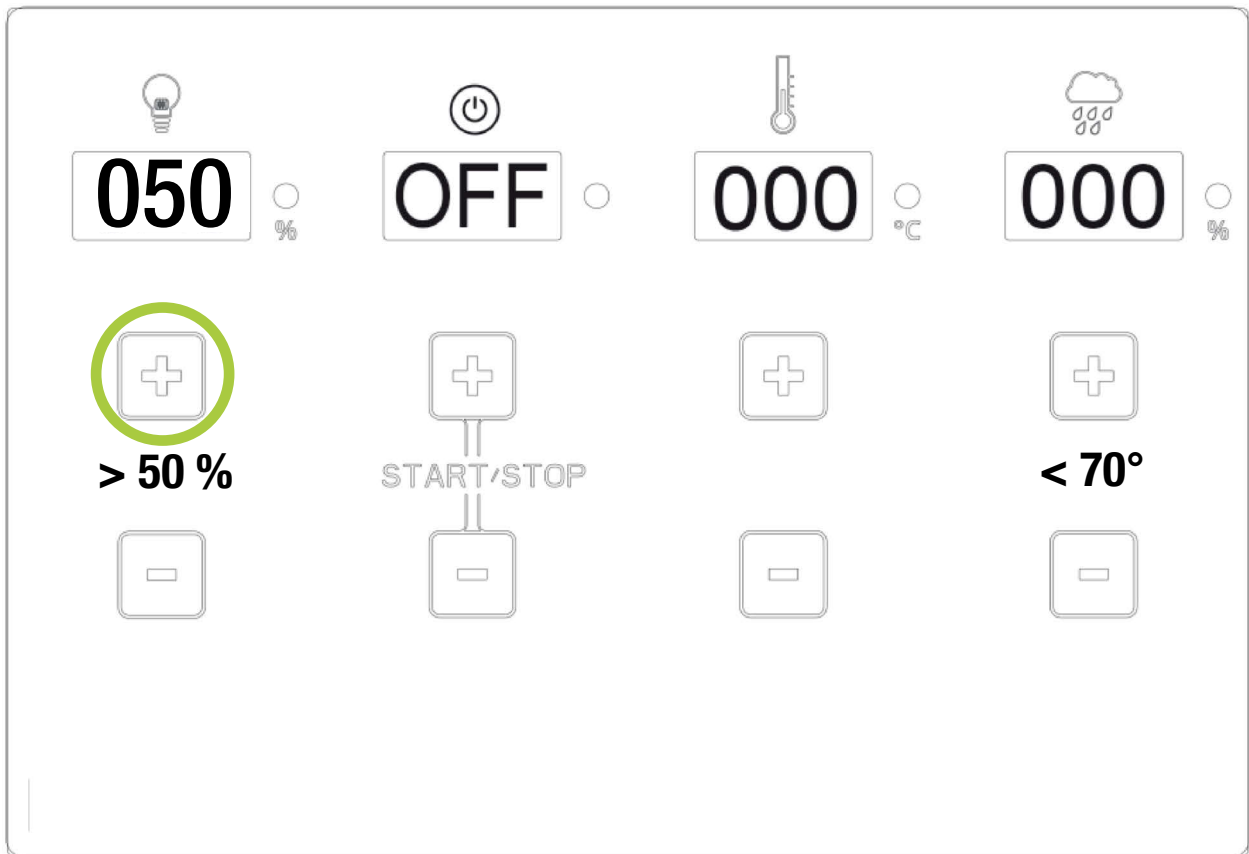 050 % OFF 000 °C 000 %
+ + + +
> 50 % START/STOP < 70°
- - - -